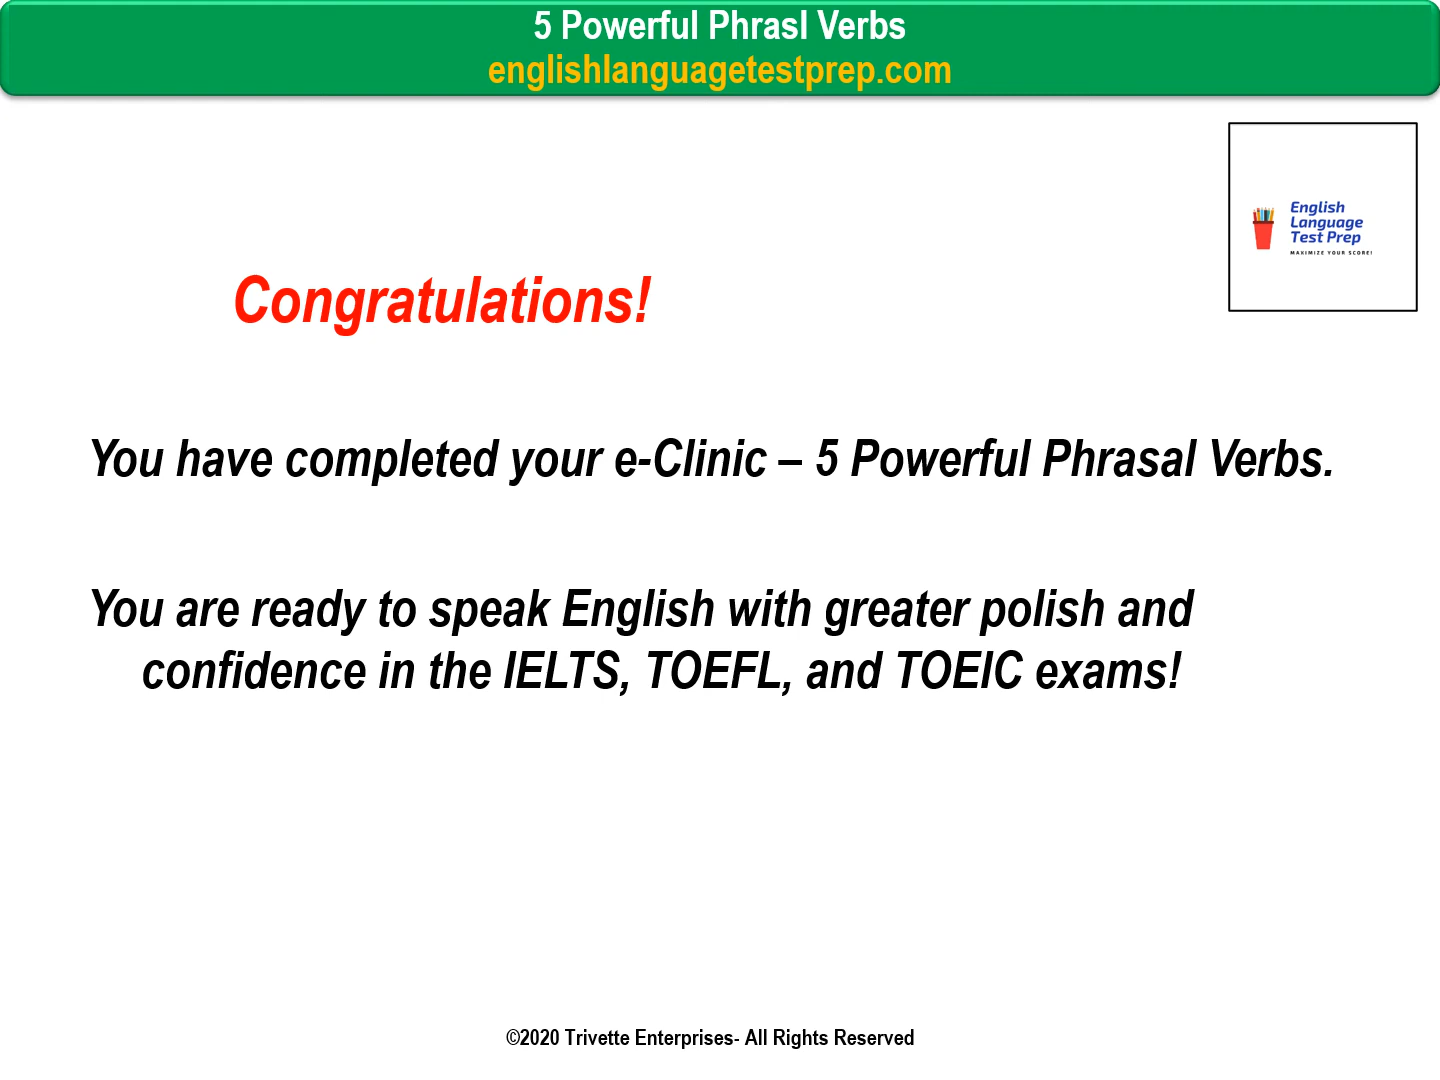 5 Powerful Phrasl Verbs
englishlanguagetestprep.com
English
Language
Test Prep
MAXIMIZE YOUR SCORE!
Congratulations!
You have completed your e-Clinic – 5 Powerful Phrasal Verbs.
You are ready to speak English with greater polish and
confidence in the IELTS, TOEFL, and TOEIC exams!
©2020 Trivette Enterprises- All Rights Reserved